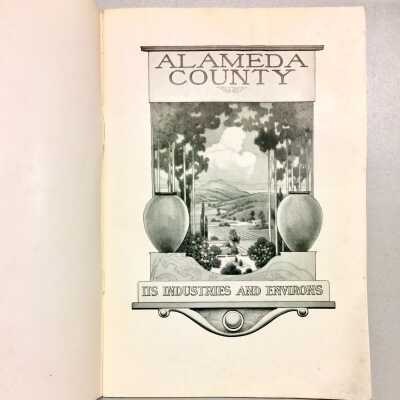 ALAMEDA
COUNTY
ITS INDUSTRIES AND ENVIRONS